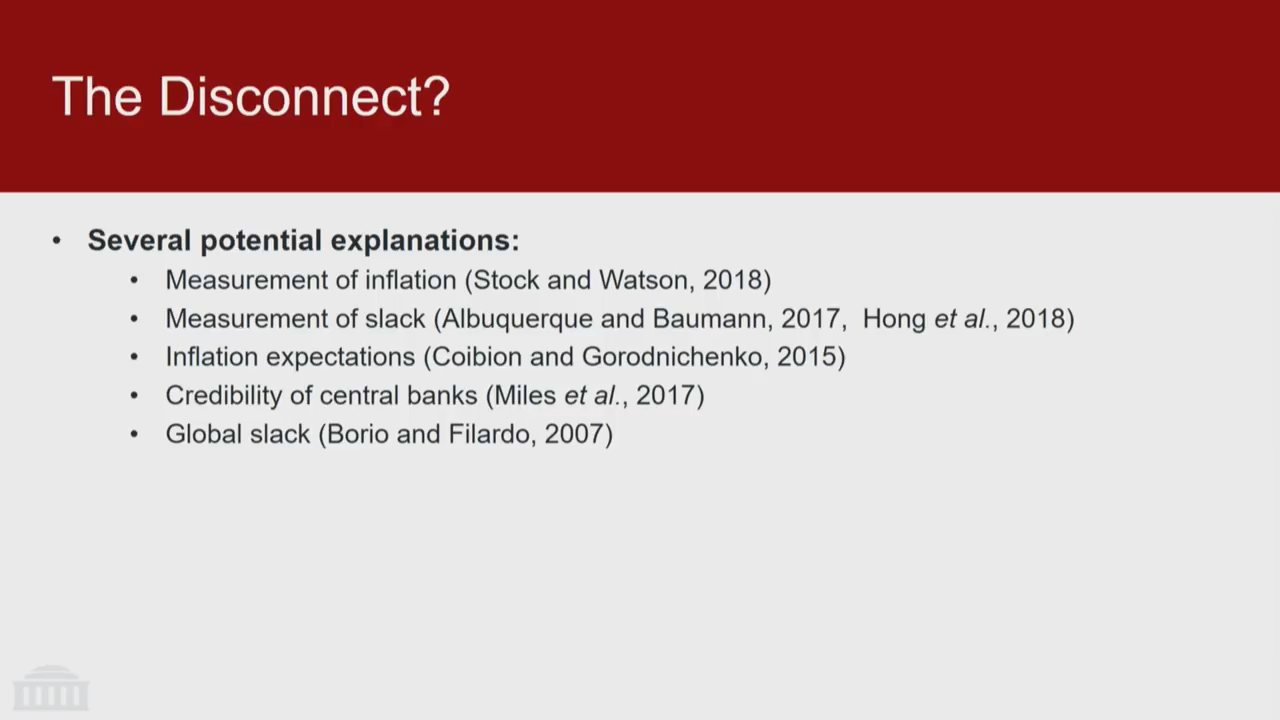 The Disconnect?
• Several potential explanations:
• Measurement of inflation (Stock and Watson, 2018)
• Measurement of slack (Albuquerque and Baumann, 2017,  Hong et al., 2018)
• Inflation expectations (Coibion and Gorodnichenko, 2015)
• Credibility of central banks (Miles et al., 2017)
• Global slack (Borio and Filardo, 2007)